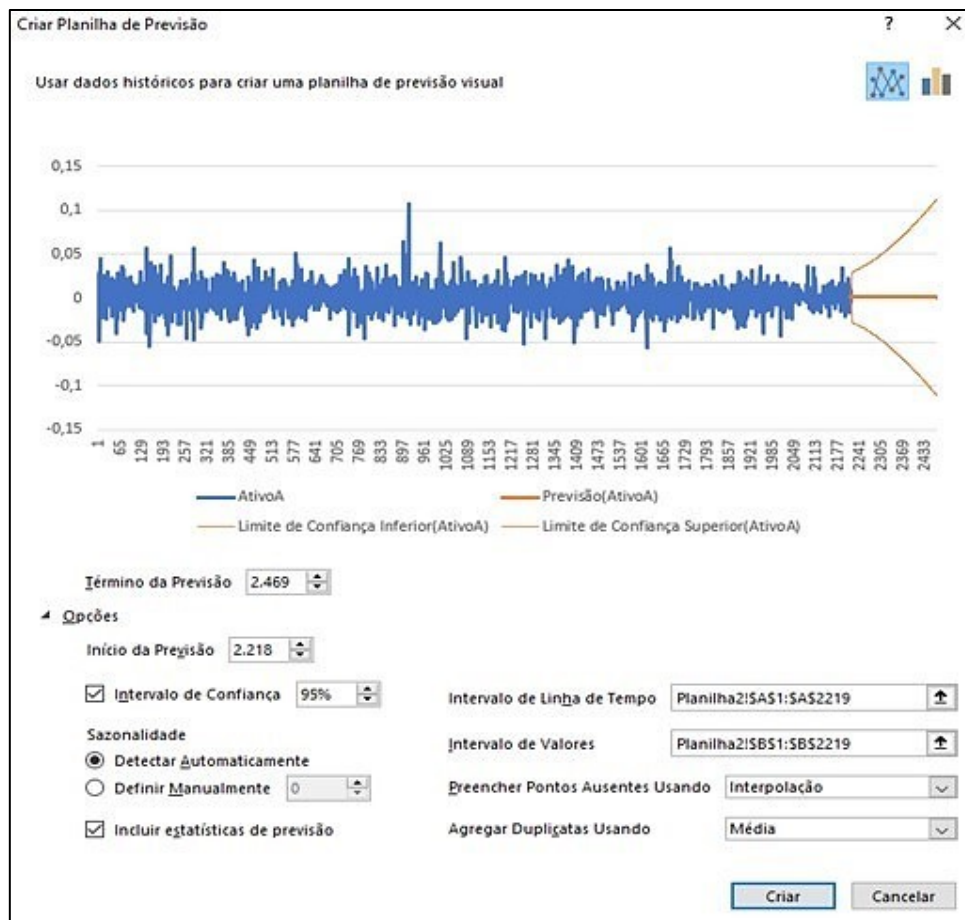 Criar Planilha de Previsão
?
Usar dados históricos para criar uma planilha de previsão visual
0,15
0,1
0,05
0
-0,05
-0,1
-0,15
1 65 129 193 257 321 385 449 513 577 641 705 769 833 897 961 1025 1089 1153 1217 1281 1345 1409 1473 1537 1601 1665 1729 1793 1857 1921 1985 2049 2113 2177 2241 2305 2369 2433
AtivoA
Previsão(AtivoA)
Limite de Confiança Inferior(AtivoA)
Limite de Confiança Superior(AtivoA)
Término da Previsão 2.469
Opções
Início da Previsão 2.218
Intervalo de Confiança 95%
Sazonalidade
Detectar Automaticamente
Definir Manualmente 0
Incluir estatísticas de previsão
Intervalo de Linha de Tempo Planilha2!$A$1:$A$2219
Intervalo de Valores Planilha2!$B$1:$B$2219
Preencher Pontos Ausentes Usando Interpolação
Agregar Duplicatas Usando Média
Criar
Cancelar